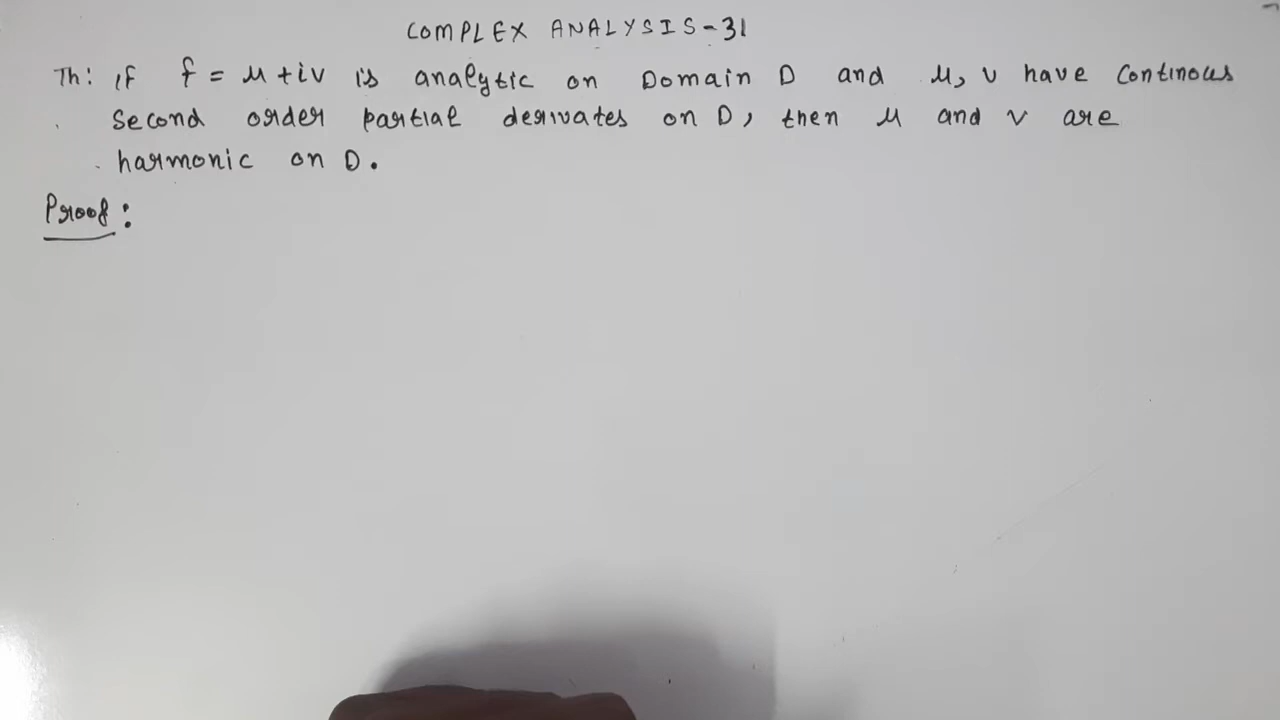 COMPLEX ANALYSIS-31
Th: IF f = u+iv is analytic on Domain D and u, v have Continous
Second order partial derivates on D, then u and v are
harmonic on D.
Proof: